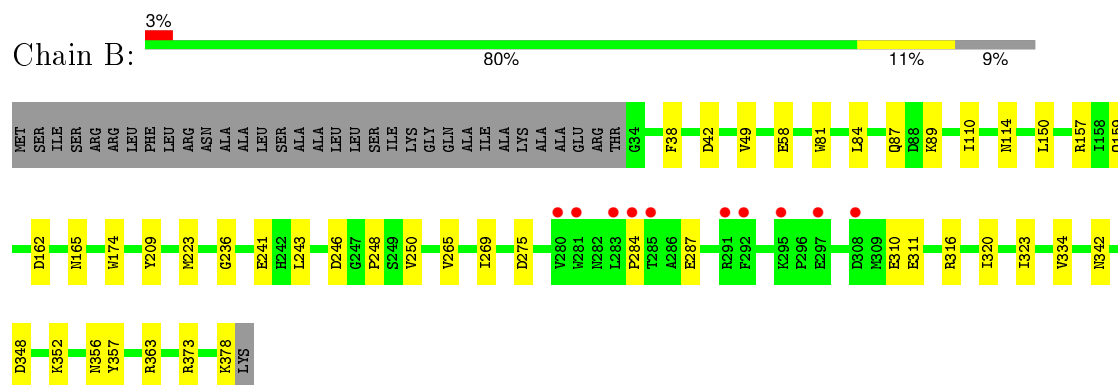 3%
Chain B:
80% 11% 9%
MET SER ILE SER ARG ARG LEU PHE LEU ARG ASN ALA ALA LEU SER ALA ALA LEU LEU SER ILE LYS GLY GLN ALA ILE ALA LYS ALA ALA GLU ARG THR G34 F38 D42 V49 E58 W81 L84 Q87 D88 K89 I110 N114 L150 R157 I158 Q159
D162 N165 W174 Y209 M223 G236 E241 H242 L243 D246 G247 P248 S249 V250 V265 I269 D275 V280 W281 N282 L283 P284 T285 A286 E287 R291 F292 K295 P296 E297 D308 M309 E310 E311 R316 I320 I323 V334 N342
D348 K352 N356 Y357 R363 R373 K378 LYS